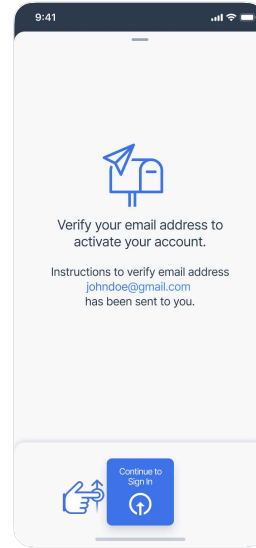 9:41
Verify your email address to
activate your account.
Instructions to verify email address
johndoe@gmail.com
has been sent to you.
Continue to
Sign In